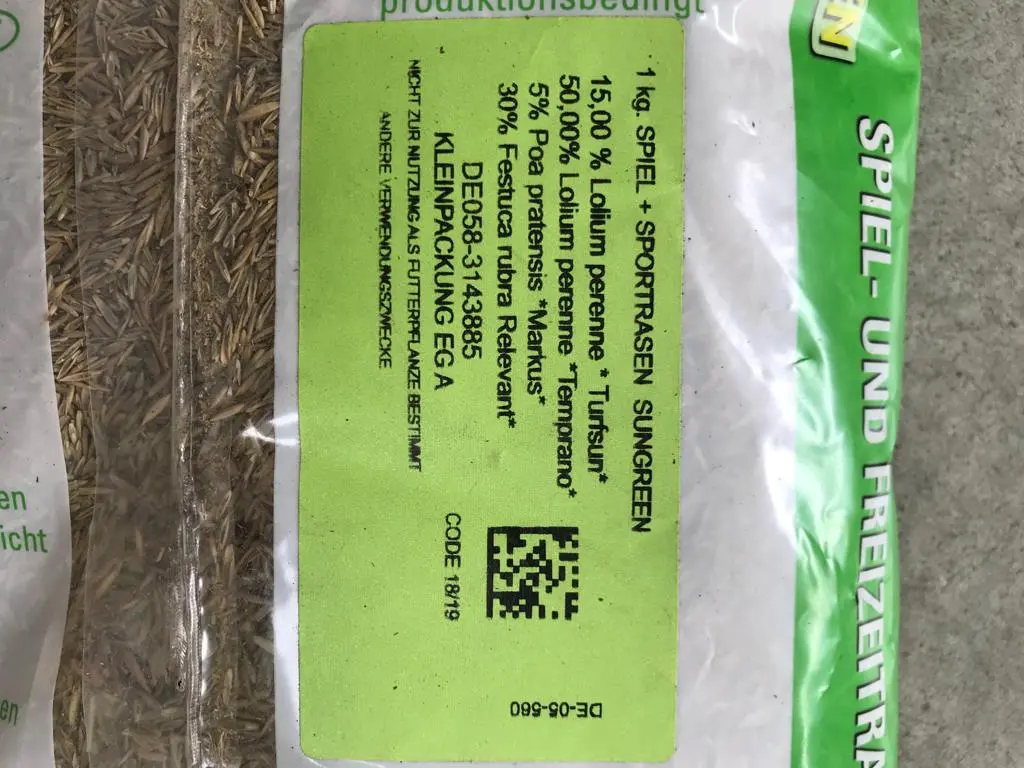 EN
SPIEL- UND FREIZEITRA
1 kg. SPIEL + SPORTRASEN SUNGREEN
15,00 % Lolium perenne * Turfsun*
50,00% Lolium perenne *Temprano*
5% Poa pratensis *Markus*
30% Festuca rubra Relevant*
DE058-3143885
KLEINPACKUNG EG A
CODE 18/19
NICHT ZUR NUTZUNG ALS FUTTERPFLANZE BESTIMMT
ANDERE VERWENDUNGSZWECKE
DE-05-560
produktionsbedingt
en
icht
en